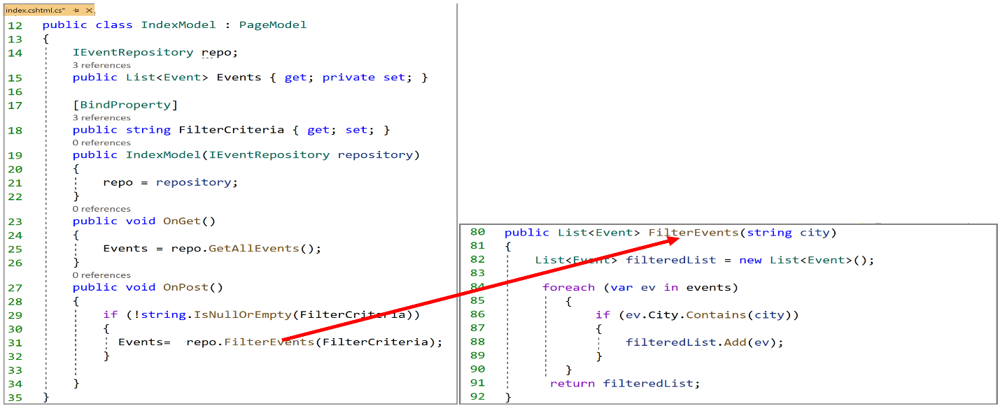 index.cshtml.cs*
12 public class IndexModel : PageModel
13 {
14 IEventRepository repo;
3 references
15 public List<Event> Events { get; private set; }
16
17 [BindProperty]
3 references
18 public string FilterCriteria { get; set; }
0 references
19 public IndexModel(IEventRepository repository)
20 {
21 repo = repository;
22 }
0 references
23 public void OnGet()
24 {
25 Events = repo.GetAllEvents();
26 }
0 references
27 public void OnPost()
28 {
29 if (!string.IsNullOrEmpty(FilterCriteria))
30 {
31 Events=  repo.FilterEvents(FilterCriteria);
32 }
33
34 }
35 }
80 public List<Event> FilterEvents(string city)
81 {
82 List<Event> filteredList = new List<Event>();
83
84 foreach (var ev in events)
85 {
86 if (ev.City.Contains(city))
87 {
88 filteredList.Add(ev);
89 }
90 }
91 return filteredList;
92 }